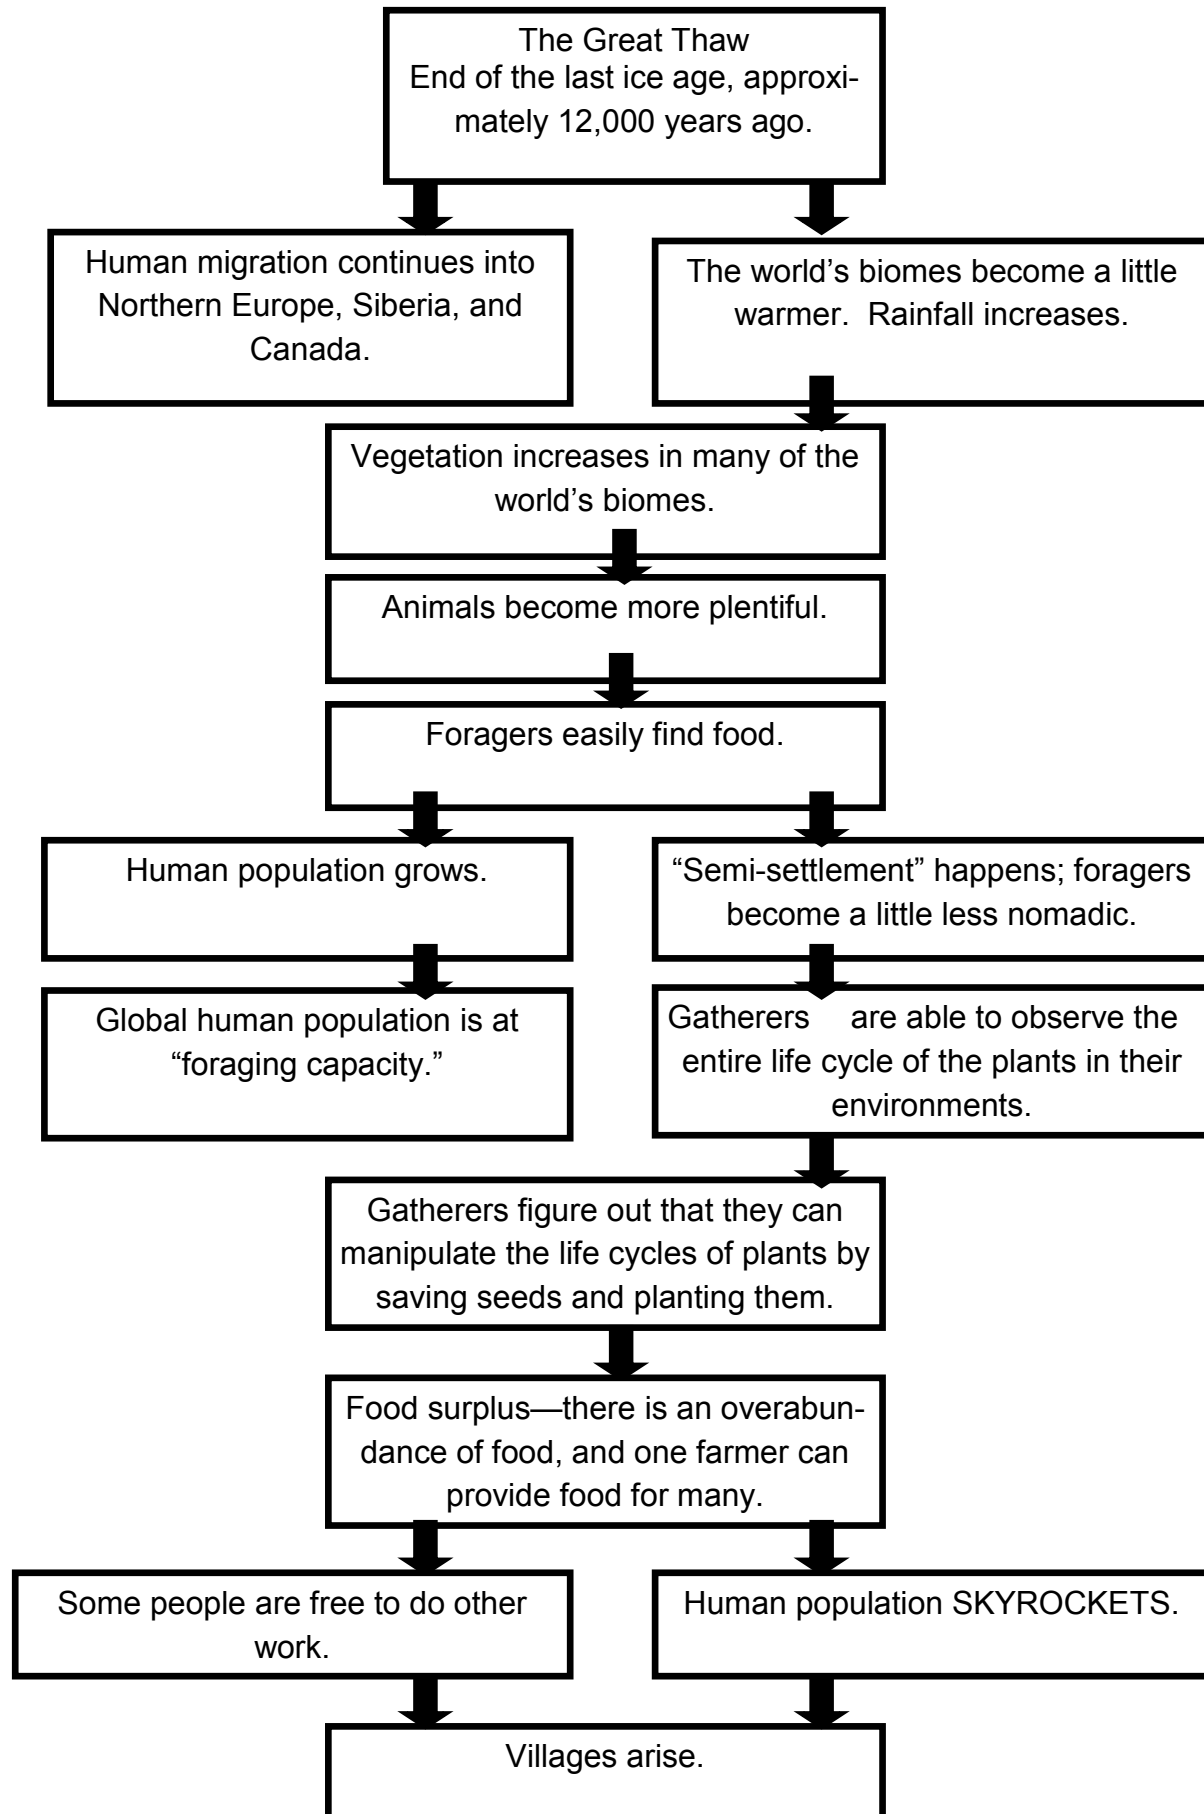 The Great Thaw
End of the last ice age, approxi-
mately 12,000 years ago.
Human migration continues into
Northern Europe, Siberia, and
Canada.
The world’s biomes become a little
warmer.  Rainfall increases.
Vegetation increases in many of the
world’s biomes.
Animals become more plentiful.
Foragers easily find food.
Human population grows.
“Semi-settlement” happens; foragers
become a little less nomadic.
Global human population is at
“foraging capacity.”
Gatherers    are able to observe the
entire life cycle of the plants in their
environments.
Gatherers figure out that they can
manipulate the life cycles of plants by
saving seeds and planting them.
Food surplus—there is an overabun-
dance of food, and one farmer can
provide food for many.
Some people are free to do other
work.
Human population SKYROCKETS.
Villages arise.